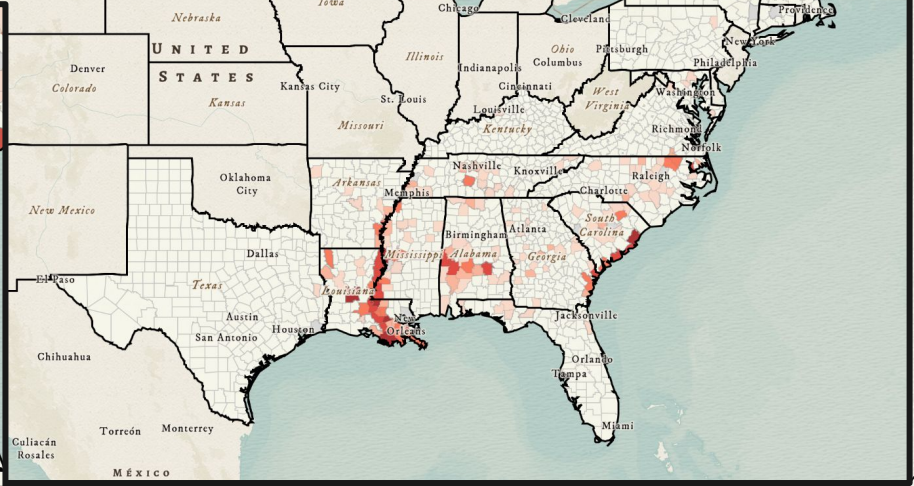 Iowa
Chicago
Providence
Nebraska
Cleveland
New York
UNITED
Illinois
Ohio
Pittsburgh
Denver
Indianapolis
Columbus
Philadelphia
STATES
Colorado
Kansas City
Cincinnati
West
Virginia
Washington
Kansas
St. Louis
Louisville
Missouri
Kentucky
Richmond
Norfolk
Nashville
Knoxville
Raleigh
Oklahoma
City
Arkansas
Memphis
Charlotte
New Mexico
South
Carolina
Birmingham
Atlanta
Dallas
Mississippi
Alabama
Georgia
El Paso
Texas
Louisiana
Austin
New
Orleans
Jacksonville
San Antonio
Houston
Chihuahua
Orlando
Tampa
Miami
Torreón
Monterrey
Culiacán
Rosales
MÉXICO